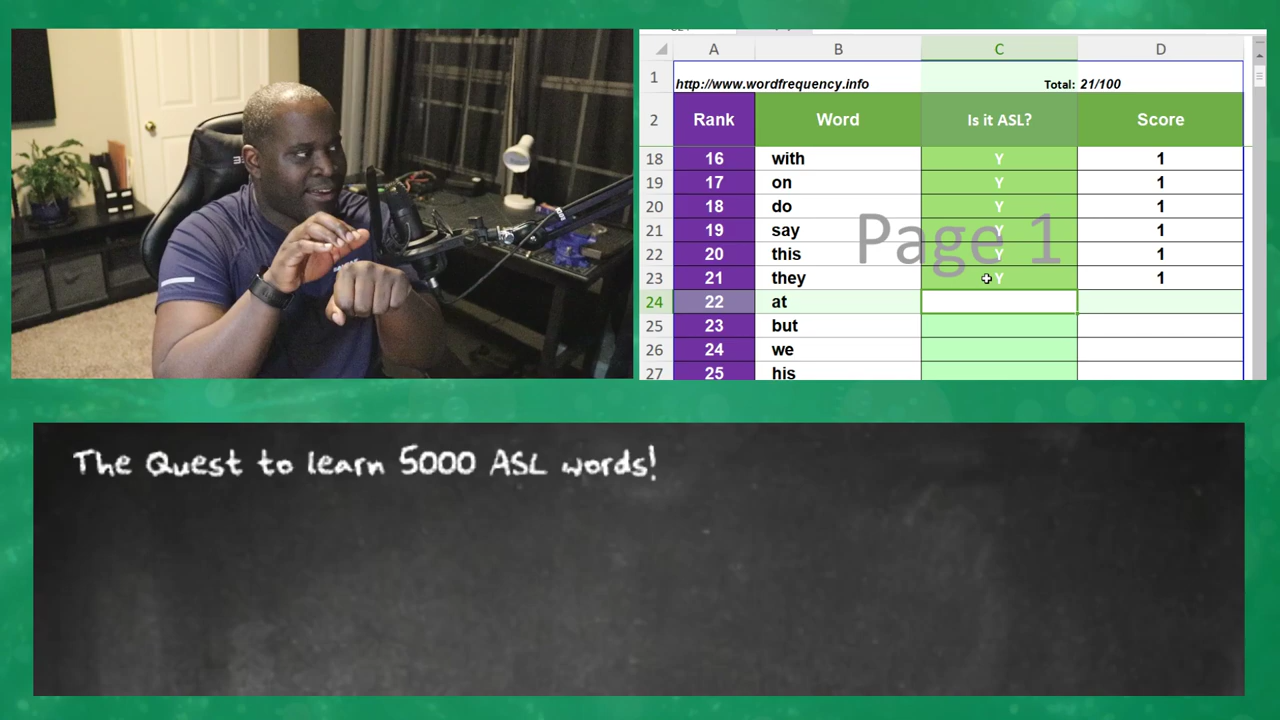 A B C D
1 http://www.wordfrequency.info Total: 21/100
2 Rank Word Is it ASL? Score
18 16 with Y 1
19 17 on Y 1
20 18 do Y 1
21 19 say Y 1
22 20 this Y 1
23 21 they Y 1
24 22 at
25 23 but
26 24 we
27 25 his
Page 1
The Quest to learn 5000 ASL words!